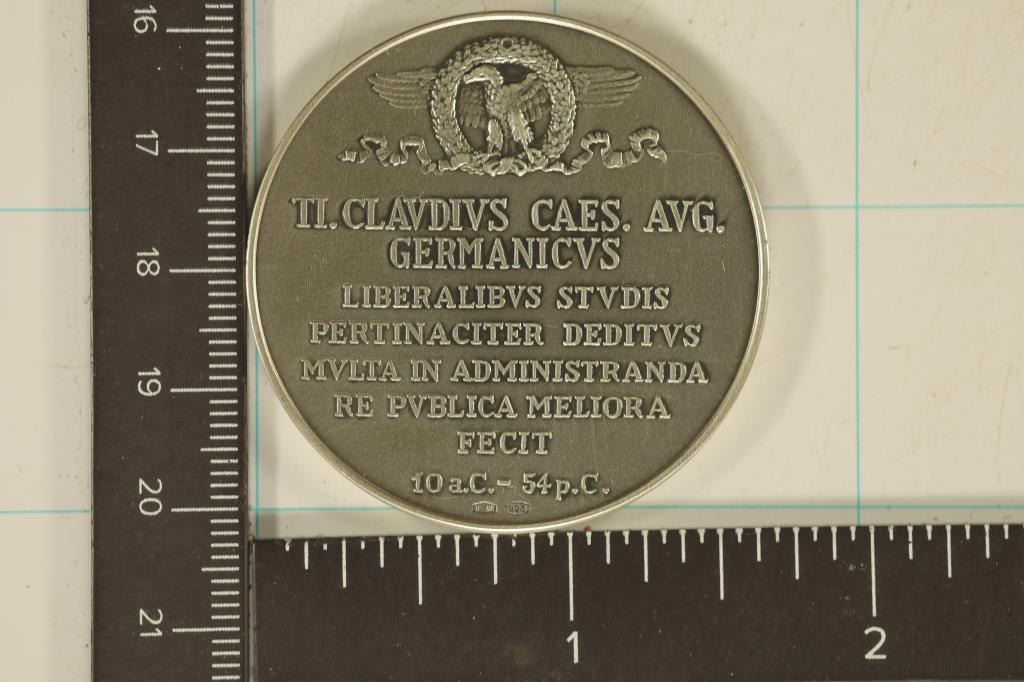 TI. CLAVDIVS CAES. AVG.
GERMANICVS
LIBERALIBVS STVDIS
PERTINACITER DEDITVS
MVLTA IN ADMINISTRANDA
RE PVBLICA MELIORA
FECIT
10 a.C. - 54 p.C.
16
17
18
19
20
21
1
2